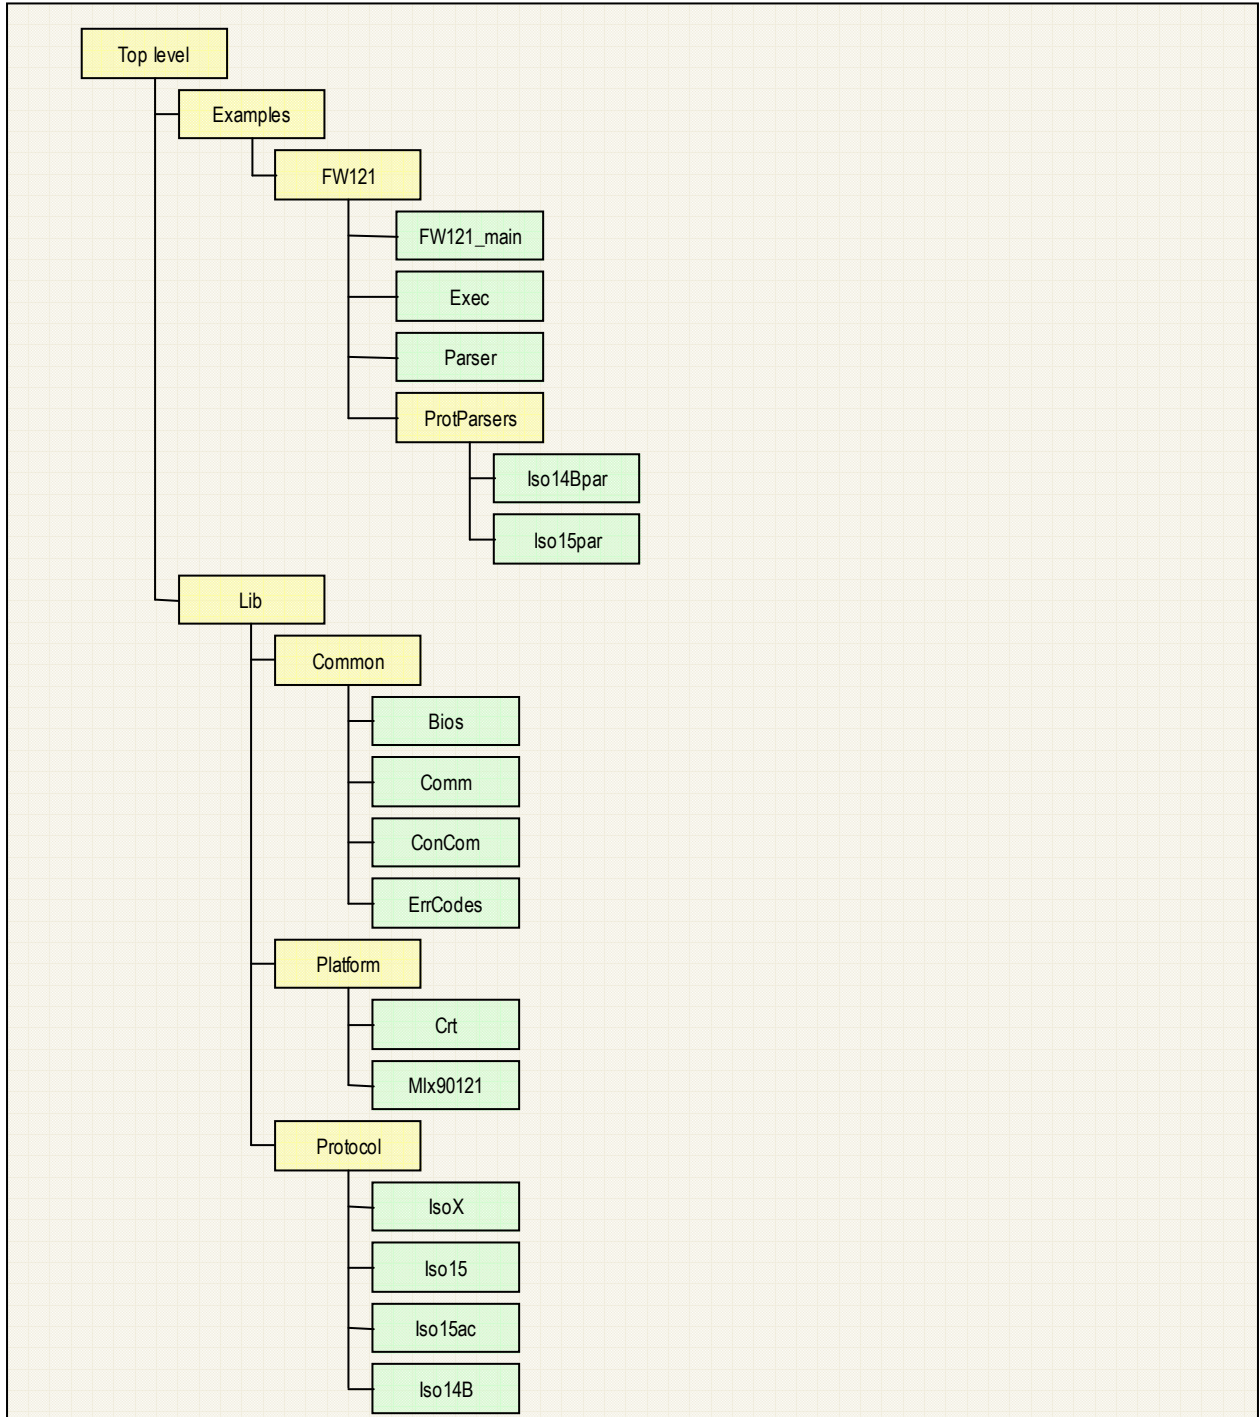 Top level
Examples
FW121
FW121_main
Exec
Parser
ProtParsers
Iso14Bpar
Iso15par
Lib
Common
Bios
Comm
ConCom
ErrCodes
Platform
Crt
Mlx90121
Protocol
IsoX
Iso15
Iso15ac
Iso14B